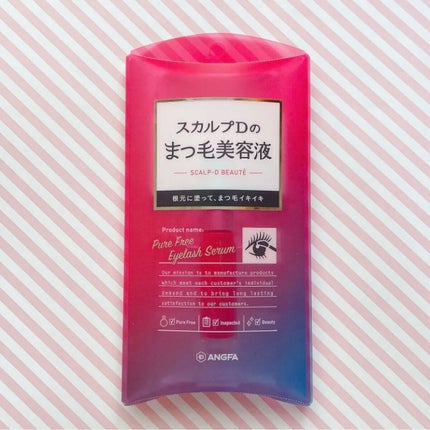 スカルプDの
まつ毛美容液
SCALP-D BEAUTÉ
根元に塗って、まつ毛イキイキ
Product name:
Pure Free
Eyelash Serum
Our mission is to manufacture products
which meet each customer's individual
demand and to bring long lasting
satisfaction to our customers.
Pure Free Inspected Beauty
ANGFA